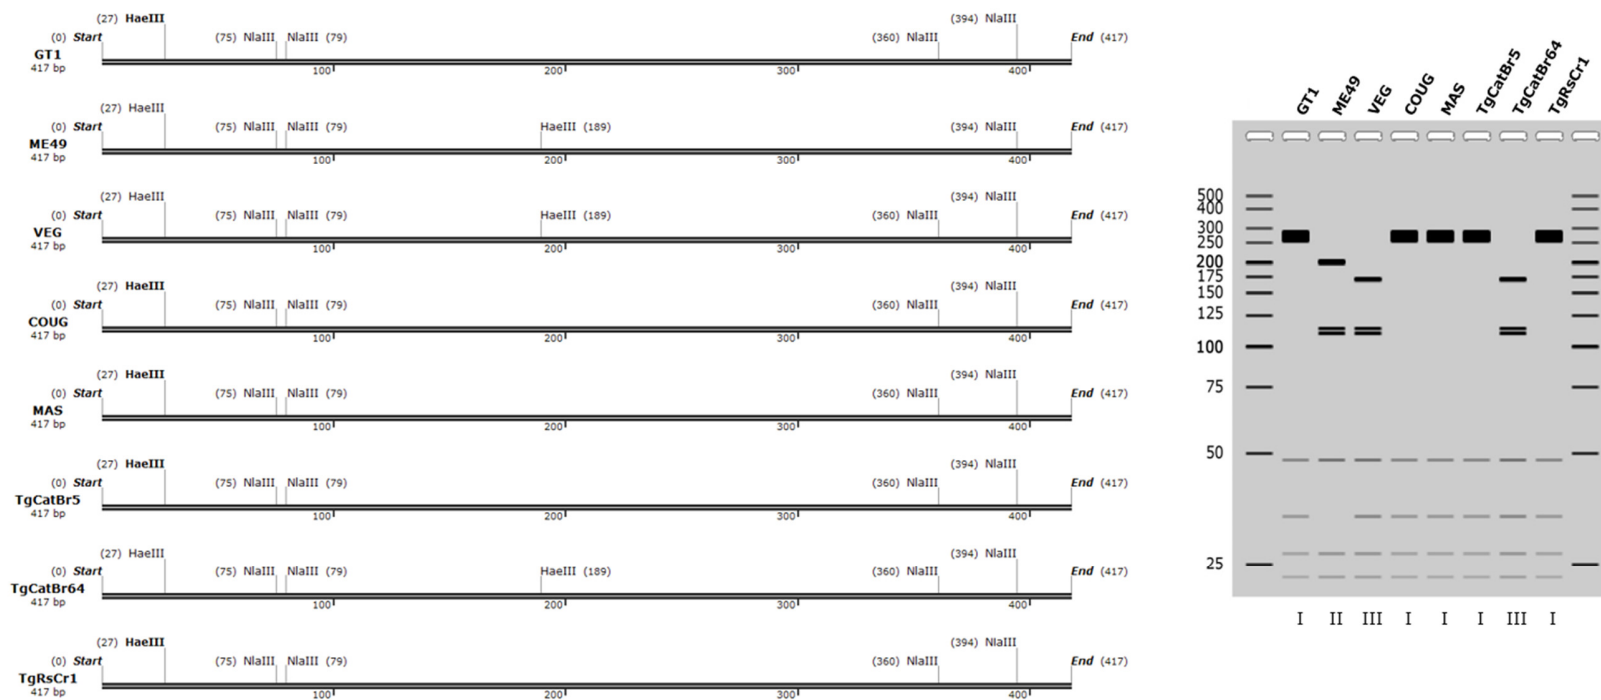 (27) HaeIII (394) NlaIII
(0) Start (75) NlaIII NlaIII (79) (360) NlaIII End (417)
GT1
417 bp 100 200 300 400
(27) HaeIII
(0) Start (75) NlaIII NlaIII (79) HaeIII (189) (394) NlaIII End (417)
ME49
417 bp 100 200 300 400
(27) HaeIII (394) NlaIII
(0) Start (75) NlaIII NlaIII (79) HaeIII (189) (360) NlaIII End (417)
VEG
417 bp 100 200 300 400
(27) HaeIII (394) NlaIII
(0) Start (75) NlaIII NlaIII (79) (360) NlaIII End (417)
COUG
417 bp 100 200 300 400
(27) HaeIII (394) NlaIII
(0) Start (75) NlaIII NlaIII (79) (360) NlaIII End (417)
MAS
417 bp 100 200 300 400
(27) HaeIII (394) NlaIII
(0) Start (75) NlaIII NlaIII (79) (360) NlaIII End (417)
TgCatBr5
417 bp 100 200 300 400
(27) HaeIII (394) NlaIII
(0) Start (75) NlaIII NlaIII (79) HaeIII (189) (360) NlaIII End (417)
TgCatBr64
417 bp 100 200 300 400
(27) HaeIII (394) NlaIII
(0) Start (75) NlaIII NlaIII (79) (360) NlaIII End (417)
TgRsCr1
417 bp 100 200 300 400
GT1 ME49 VEG COUG MAS TgCatBr5 TgCatBr64 TgRsCr1
500
400
300
250
200
175
150
125
100
75
50
25
I II III I I I III I